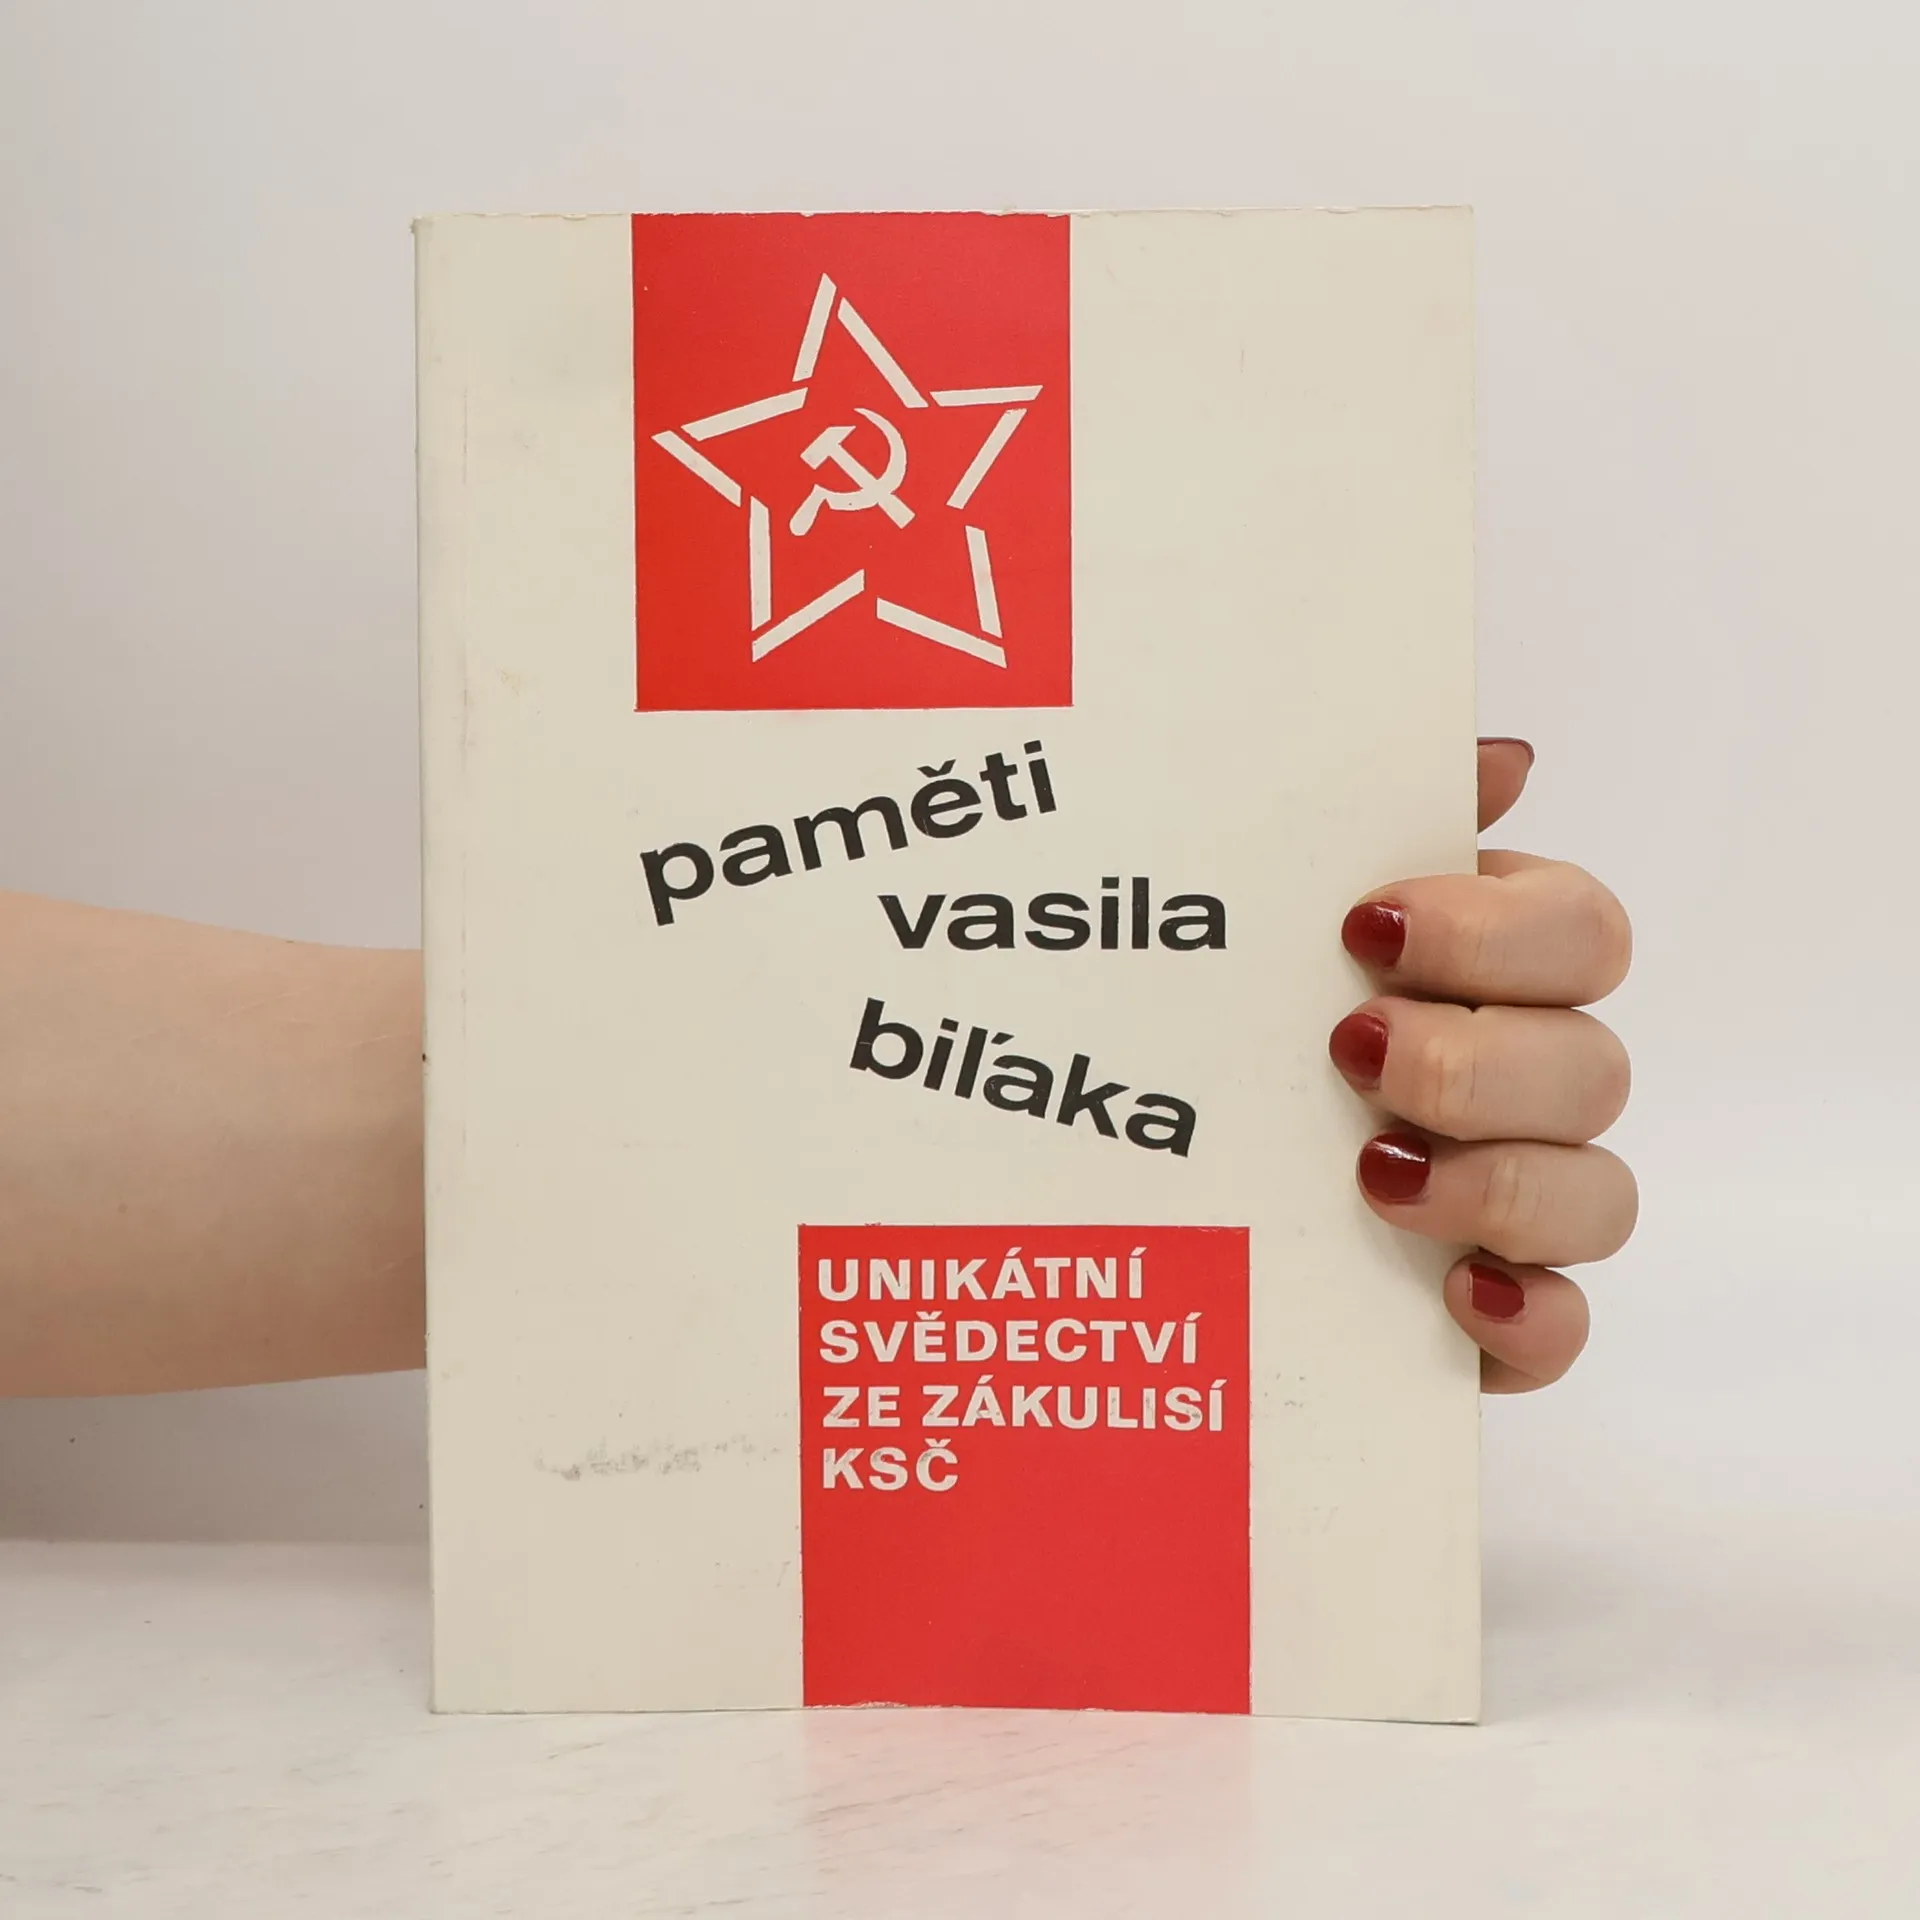 paměti
vasila
biľaka
UNIKÁTNÍ
SVĚDECTVÍ
ZE ZÁKULISÍ
KSČ